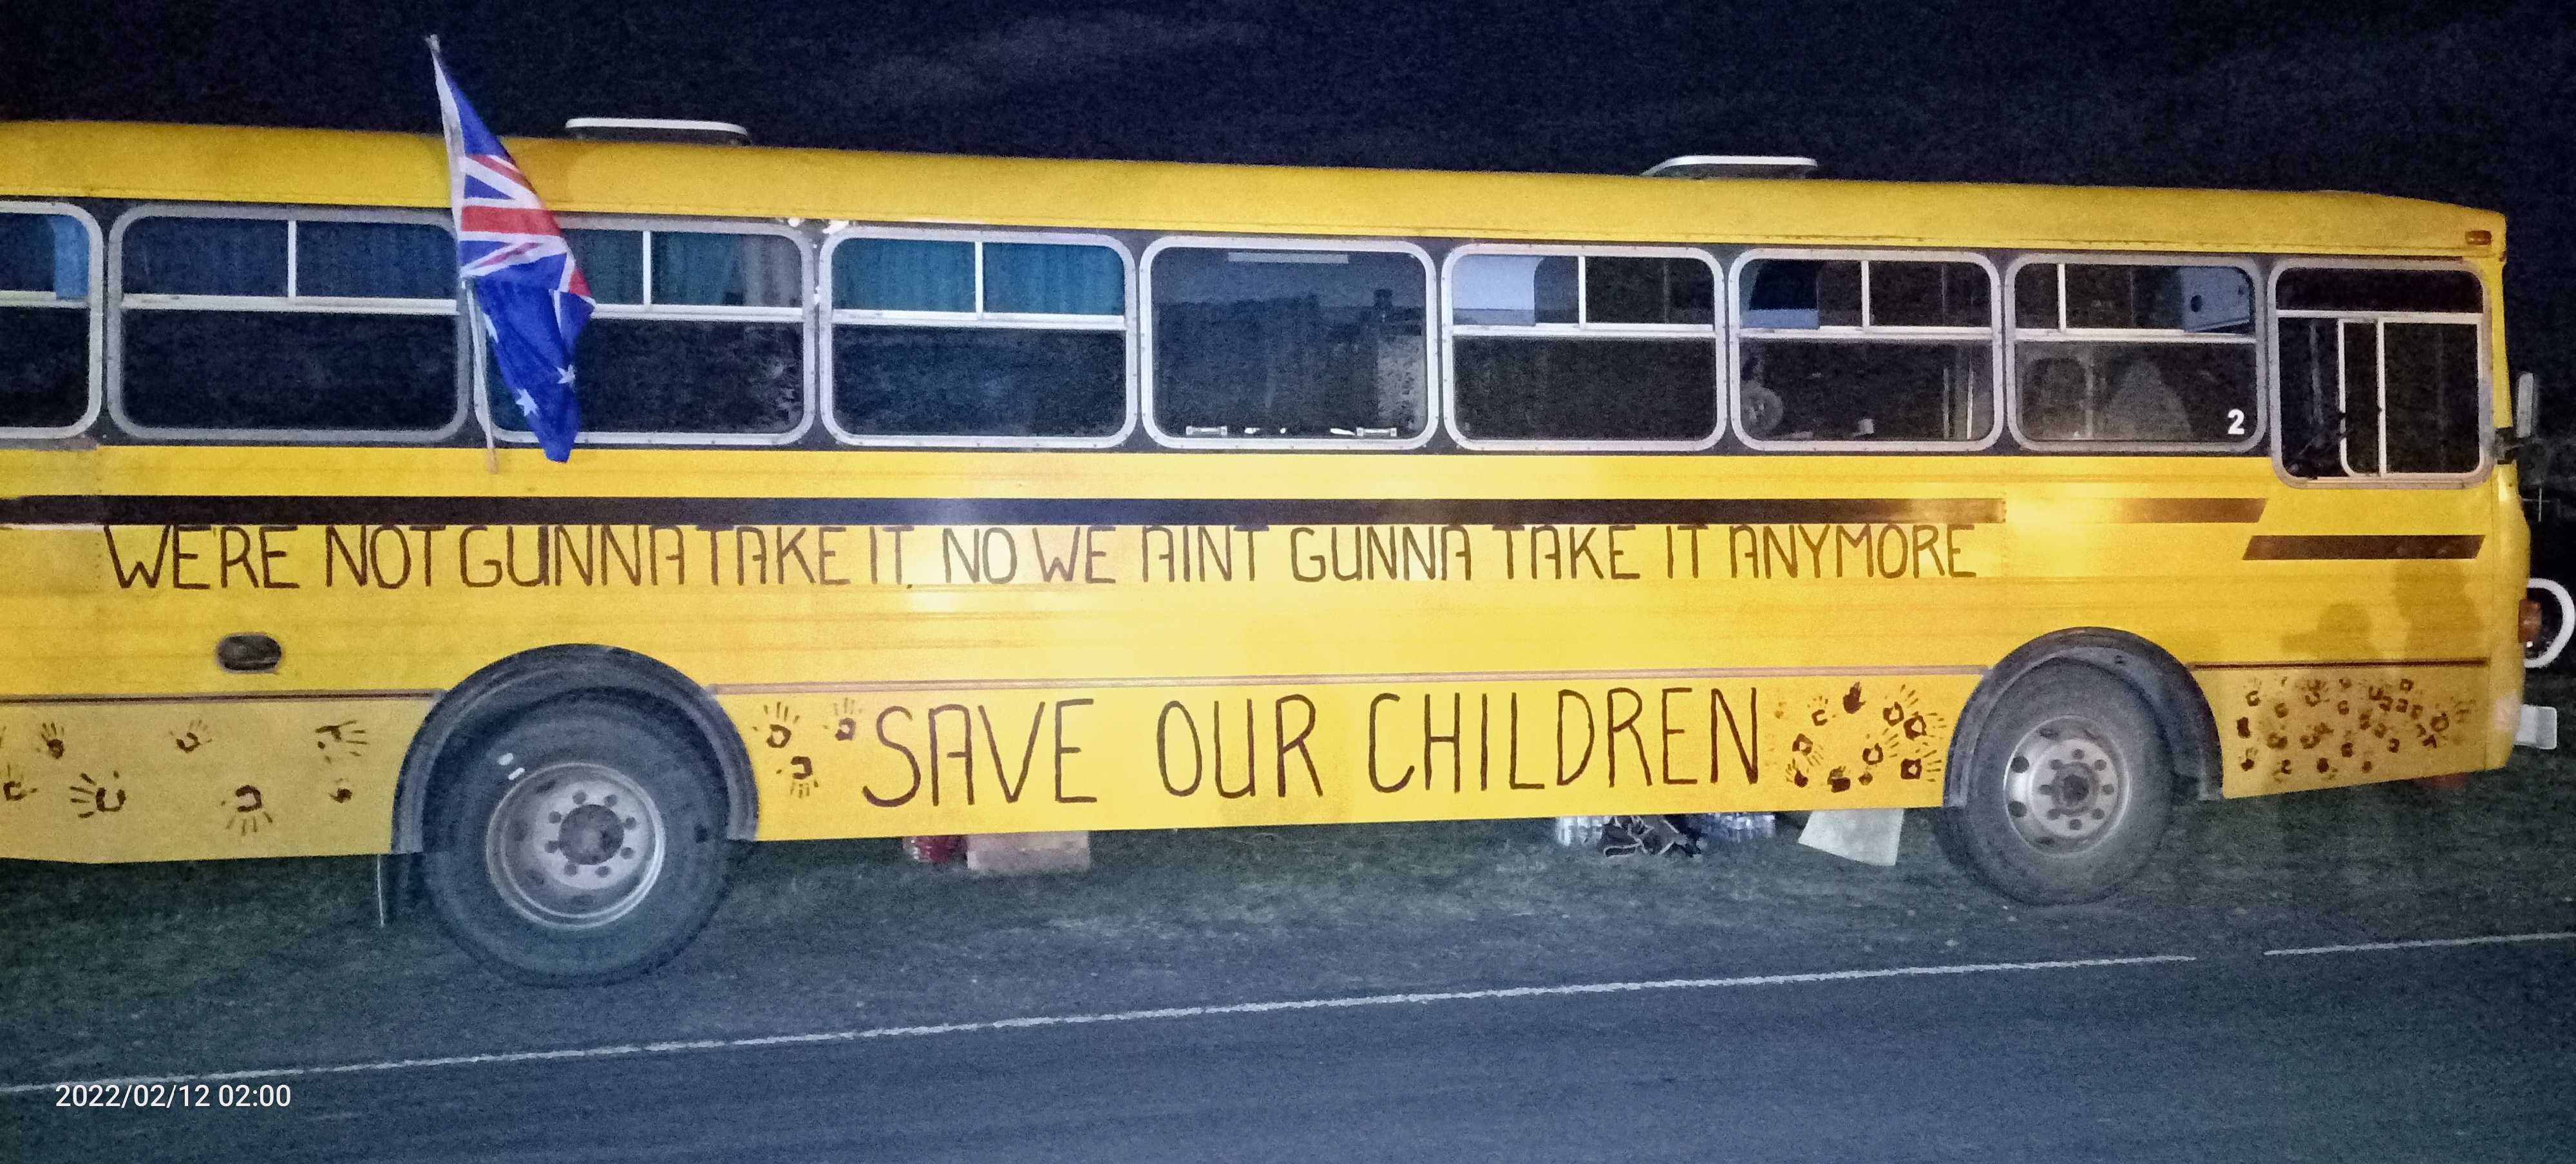 2
WE'RE NOT GUNNA TAKE IT. NO WE AINT GUNNA TAKE IT ANYMORE
SAVE OUR CHILDREN
2022/02/12 02:00